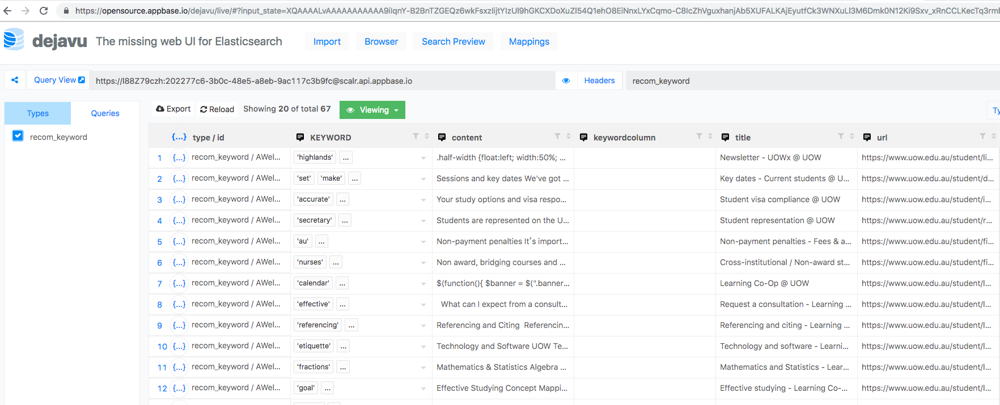 https://opensource.appbase.io/dejavu/live/#?input_state=
dejavu The missing web UI for Elasticsearch Import Browser Search Preview Mappings
Query View https://l88Z79czh:202277c6-3b0c-48e5-a8eb-9ac117c3b9fc@scalr.api.appbase.io Headers recom_keyword
Types Queries Export Reload Showing 20 of total 67 Viewing Ty
recom_keyword
{...} type / id KEYWORD content keywordcolumn title url
1 {...} recom_keyword / AWel... 'highlands' ... .half-width {float:left; width:50%; ... Newsletter - UOWx @ UOW https://www.uow.edu.au/student/li...
2 {...} recom_keyword / AWel... 'set' 'make' ... Sessions and key dates We've got ... Key dates - Current students @ U... https://www.uow.edu.au/student/d...
3 {...} recom_keyword / AWel... 'accurate' ... Your study options and visa respo... Student visa compliance @ UOW https://www.uow.edu.au/student/i...
4 {...} recom_keyword / AWel... 'secretary' ... Students are represented on the U... Student representation @ UOW https://www.uow.edu.au/student/r...
5 {...} recom_keyword / AWel... 'au' ... Non-payment penalties It's import... Non-payment penalties - Fees & a... https://www.uow.edu.au/student/fi...
6 {...} recom_keyword / AWel... 'nurses' ... Non award, bridging courses and ... Cross-institutional / Non-award st... https://www.uow.edu.au/student/fi...
7 {...} recom_keyword / AWel... 'calendar' ... $(function(){ $banner = $(".banner... Learning Co-Op @ UOW https://www.uow.edu.au/student/l...
8 {...} recom_keyword / AWel... 'effective' ... What can I expect from a consult... Request a consultation - Learning ... https://www.uow.edu.au/student/l...
9 {...} recom_keyword / AWel... 'referencing' ... Referencing and Citing Referencin... Referencing and citing - Learning ... https://www.uow.edu.au/student/l...
10 {...} recom_keyword / AWel... 'etiquette' ... Technology and Software UOW Te... Technology and software - Learni... https://www.uow.edu.au/student/l...
11 {...} recom_keyword / AWel... 'fractions' ... Mathematics & Statistics Algebra ... Mathematics and Statistics - Lear... https://www.uow.edu.au/student/l...
12 {...} recom_keyword / AWel... 'goal' ... Effective Studying Concept Mappi... Effective studying - Learning Co-... https://www.uow.edu.au/student/l...